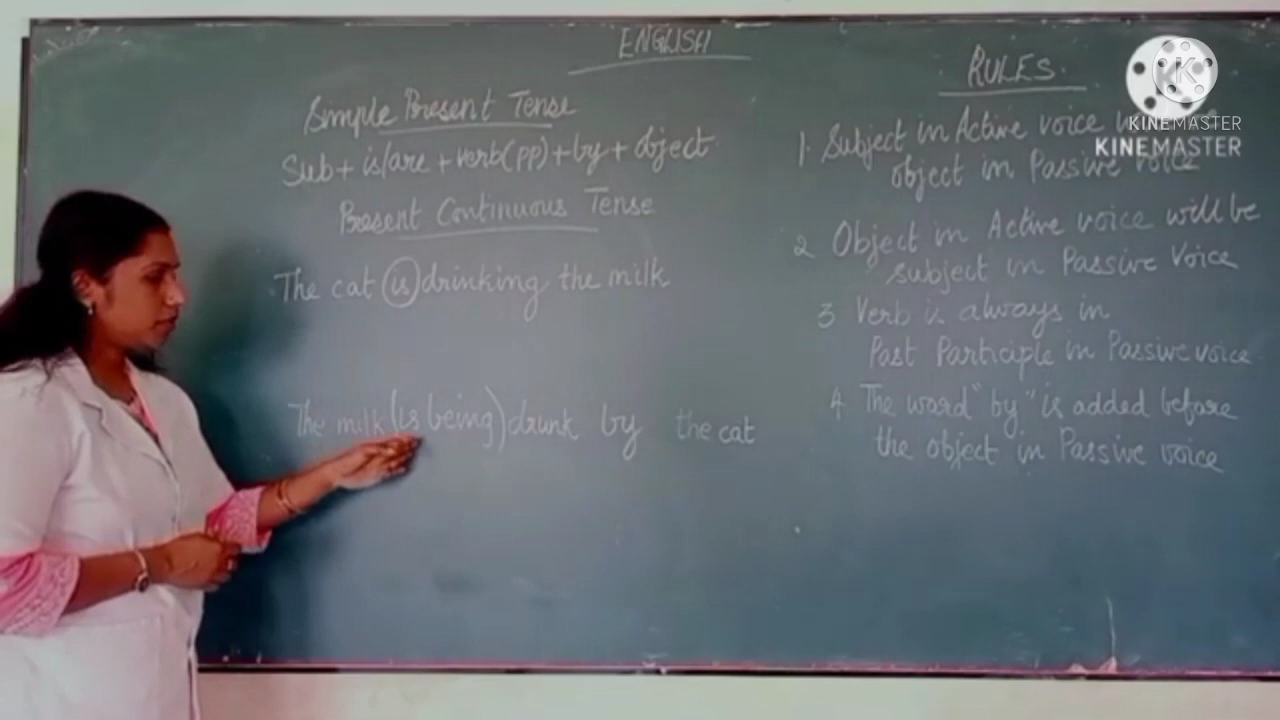 ENGLISH
Simple Present Tense
Sub+ is/are + verb(pp)+by+ object
Present Continuous Tense
The cat is drinking the milk
The milk (is being) drunk by the cat
RULES.
1. Subject in Active voice
object in Passive voice
2 Object in Active voice will be
subject in Passive Voice
3 Verb is always in
Past Participle in Passive voice
4. The word "by" is added before
the object in Passive voice
KINEMASTER
KINEMASTER